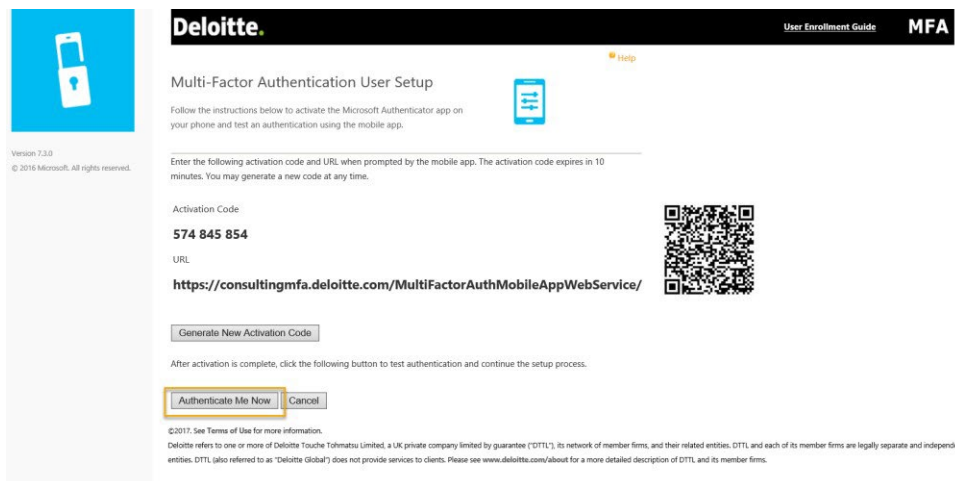 Deloitte.
User Enrollment Guide
MFA
Help
Multi-Factor Authentication User Setup
Follow the instructions below to activate the Microsoft Authenticator app on
your phone and test an authentication using the mobile app.
Version 7.3.0
© 2016 Microsoft. All rights reserved.
Enter the following activation code and URL when prompted by the mobile app. The activation code expires in 10
minutes. You may generate a new code at any time.
Activation Code
574 845 854
URL
https://consultingmfa.deloitte.com/MultiFactorAuthMobileAppWebService/
Generate New Activation Code
After activation is complete, click the following button to test authentication and continue the setup process.
Authenticate Me Now
Cancel
©2017. See Terms of Use for more information.
Deloitte refers to one or more of Deloitte Touche Tohmatsu Limited, a UK private company limited by guarantee ("DTTL"), its network of member firms, and their related entities. DTTL and each of its member firms are legally separate and independe
entities. DTTL (also referred to as "Deloitte Global") does not provide services to clients. Please see www.deloitte.com/about for a more detailed description of DTTL and its member firms.